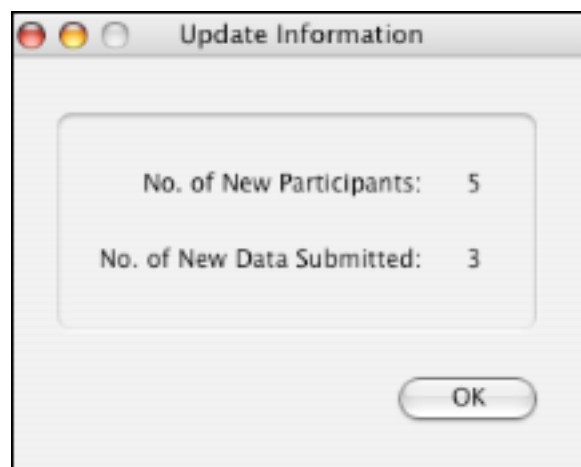 Update Information
No. of New Participants: 5
No. of New Data Submitted: 3
OK